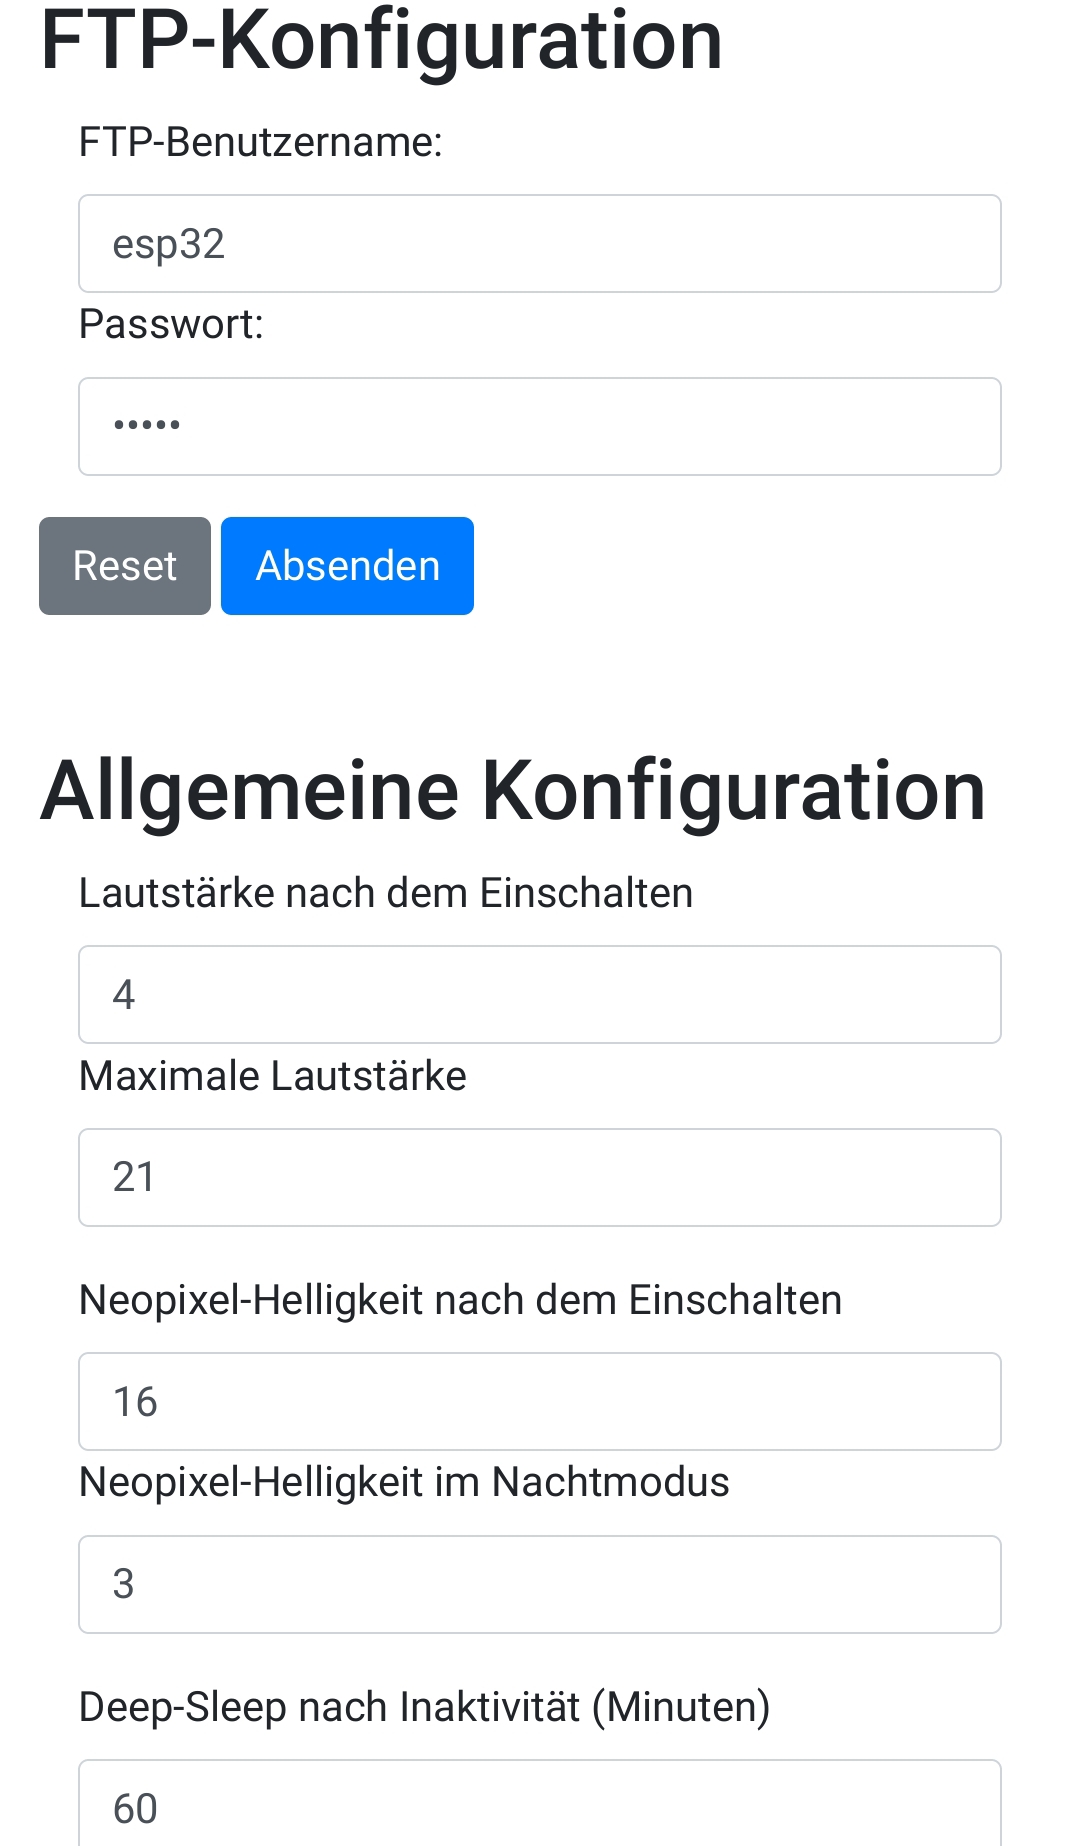 FTP-Konfiguration
FTP-Benutzername:
esp32
Passwort:
•••••
Reset Absenden
Allgemeine Konfiguration
Lautstärke nach dem Einschalten
4
Maximale Lautstärke
21
Neopixel-Helligkeit nach dem Einschalten
16
Neopixel-Helligkeit im Nachtmodus
3
Deep-Sleep nach Inaktivität (Minuten)
60